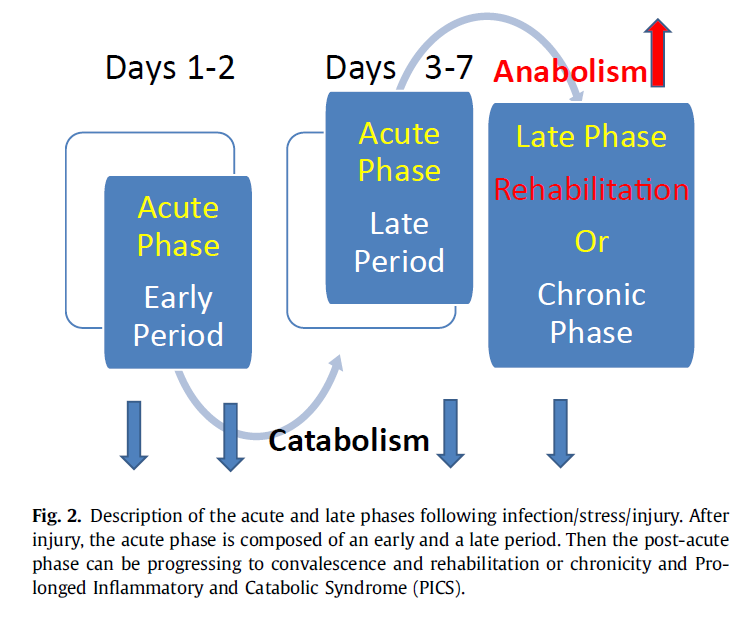 Days 1-2
Days 3-7
Anabolism
Acute
Phase
Early
Period
Acute
Phase
Late
Period
Late Phase
Rehabilitation
Or
Chronic
Phase
Catabolism
Fig. 2. Description of the acute and late phases following infection/stress/injury. After
injury, the acute phase is composed of an early and a late period. Then the post-acute
phase can be progressing to convalescence and rehabilitation or chronicity and Pro-
longed Inflammatory and Catabolic Syndrome (PICS).